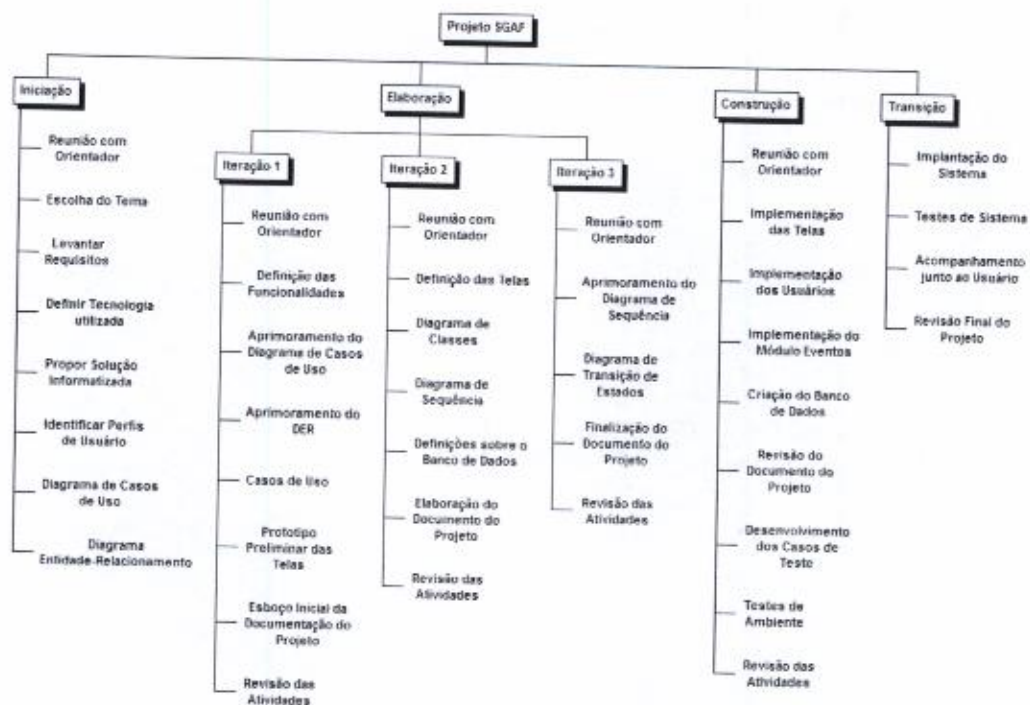 Projeto SGAF
Iniciação
Reunião com
Orientador
Escolha do Tema
Levantar
Requisitos
Definir Tecnologia
utilizada
Propor Solução
Informatizada
Identificar Perfis
de Usuário
Diagrama de Casos
de Uso
Diagrama
Entidade-Relacionamento
Elaboração
Iteração 1
Reunião com
Orientador
Definição das
Funcionalidades
Aprimoramento do
Diagrama de Casos
de Uso
Aprimoramento do
DER
Casos de Uso
Prototipo
Preliminar das
Telas
Esboço Inicial da
Documentação do
Projeto
Revisão das
Atividades
Iteração 2
Reunião com
Orientador
Definição das Telas
Diagrama de
Classes
Diagrama de
Sequência
Definições sobre o
Banco de Dados
Elaboração do
Documento do
Projeto
Revisão das
Atividades
Iteração 3
Reunião com
Orientador
Aprimoramento do
Diagrama de
Sequência
Diagrama de
Transição de
Estados
Finalização do
Documento do
Projeto
Revisão das
Atividades
Construção
Reunião com
Orientador
Implementação
das Telas
Implementação
dos Usuários
Implementação do
Módulo Eventos
Criação do Banco
de Dados
Revisão do
Documento do
Projeto
Desenvolvimento
dos Casos de
Teste
Testes de
Ambiente
Revisão das
Atividades
Transição
Implantação do
Sistema
Testes de Sistema
Acompanhamento
junto ao Usuário
Revisão Final do
Projeto